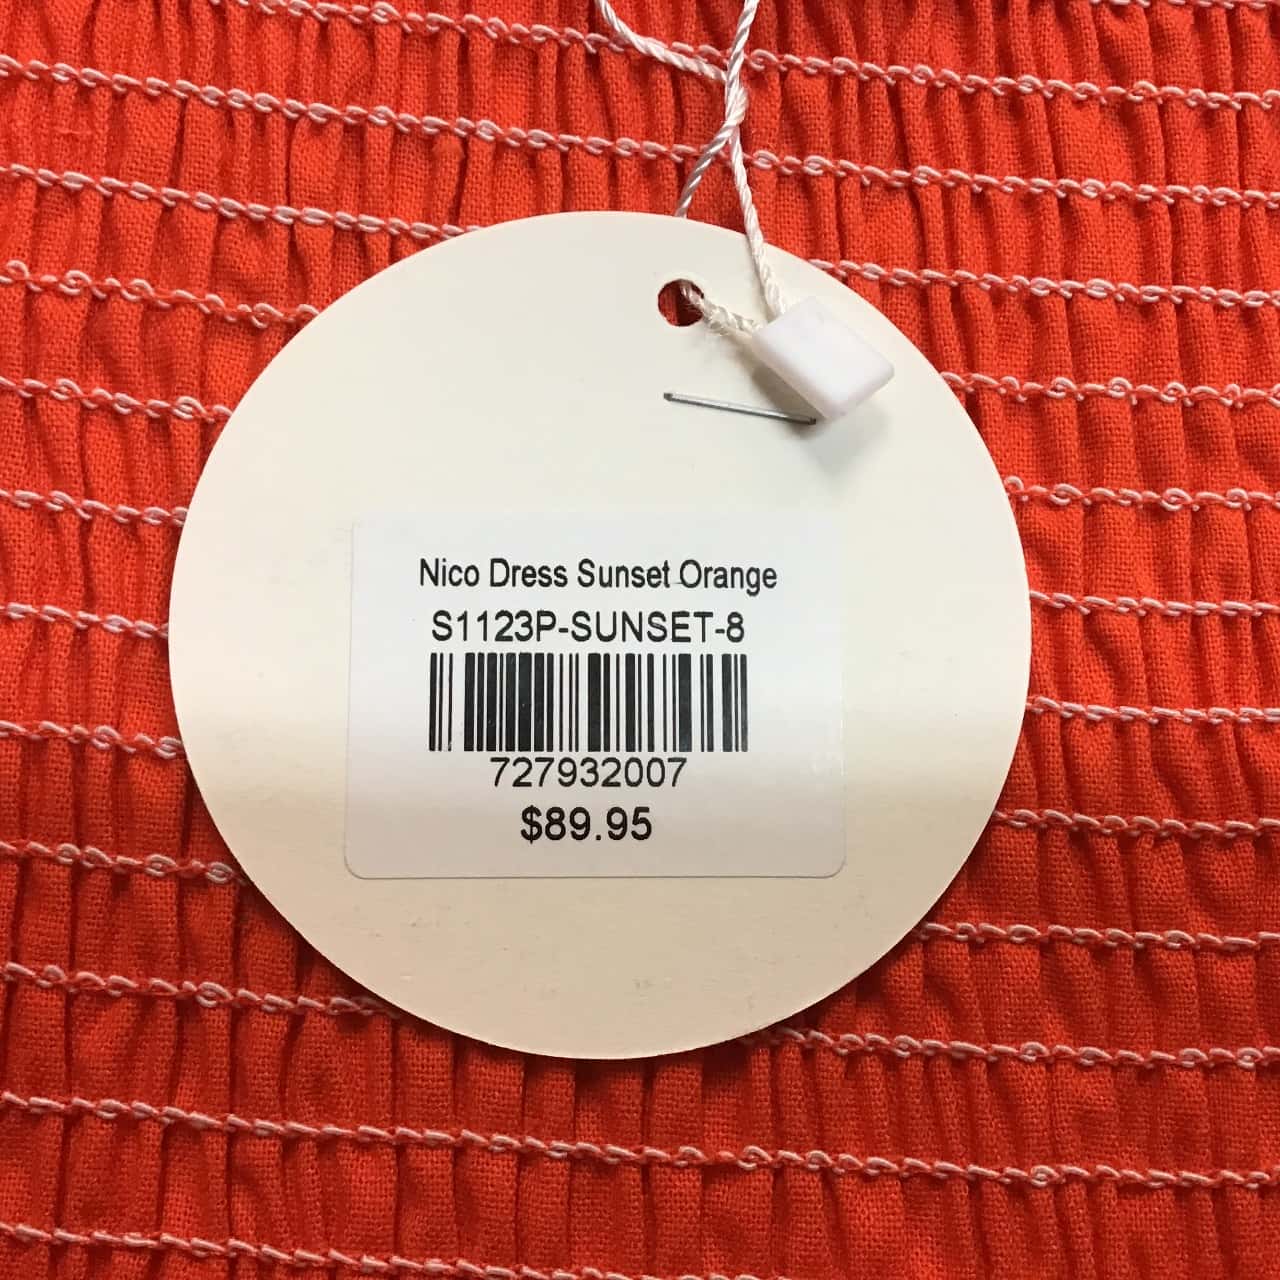 Nico Dress Sunset Orange
S1123P-SUNSET-8
727932007
$89.95